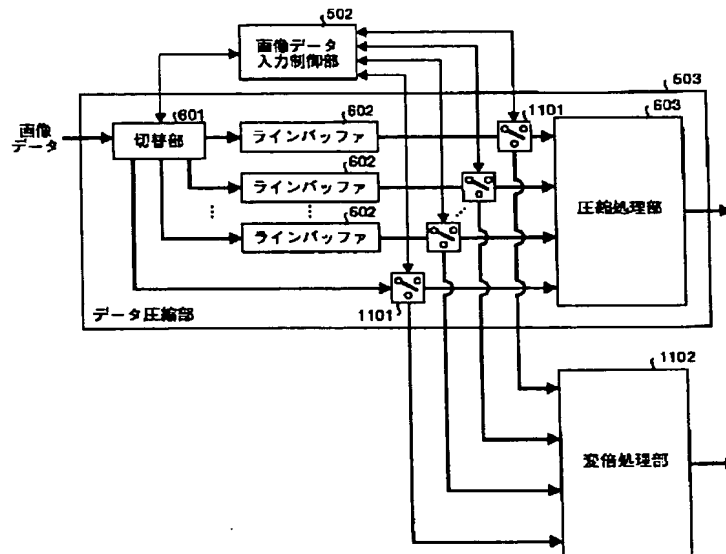 502
画像データ
入力制御部
503
画像
データ
601
切替部
602
ラインバッファ
1101
603
602
ラインバッファ
⋮
⋮
602
ラインバッファ
圧縮処理部
1101
データ圧縮部
1102
変倍処理部